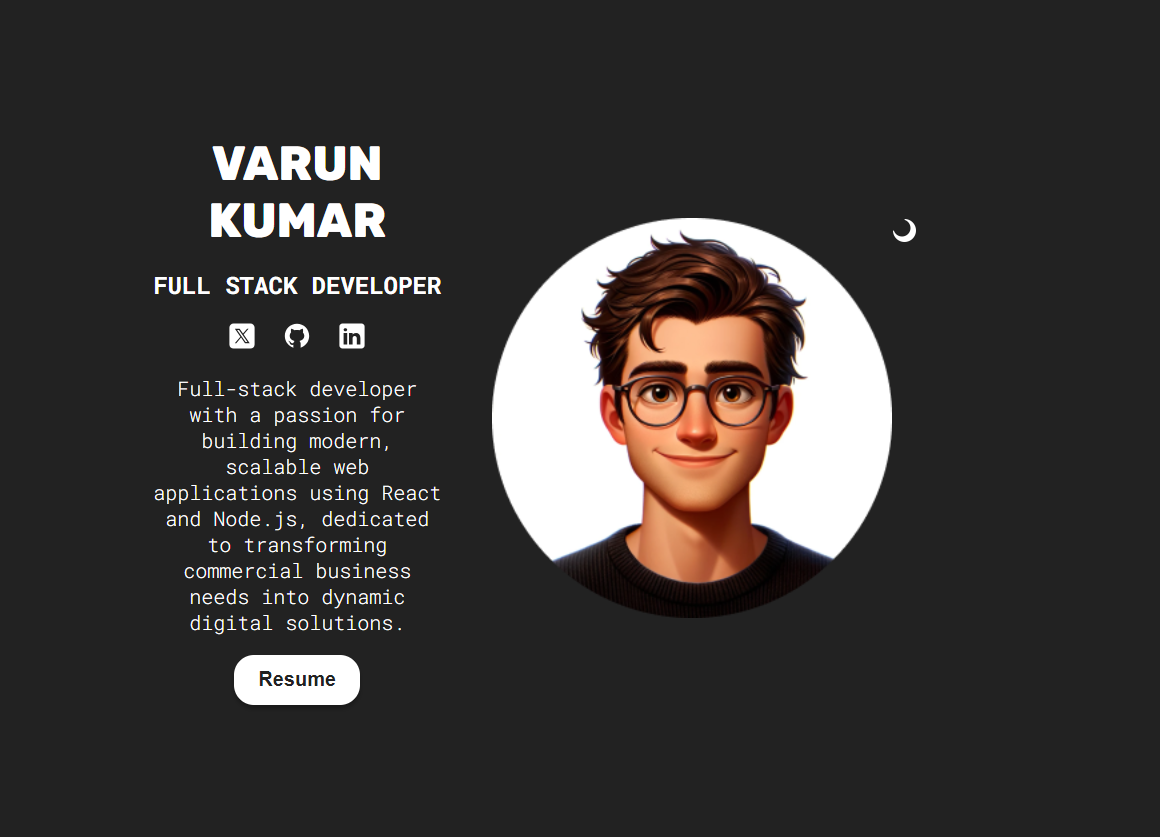 VARUN
KUMAR
FULL STACK DEVELOPER
Full-stack developer
with a passion for
building modern,
scalable web
applications using React
and Node.js, dedicated
to transforming
commercial business
needs into dynamic
digital solutions.
Resume